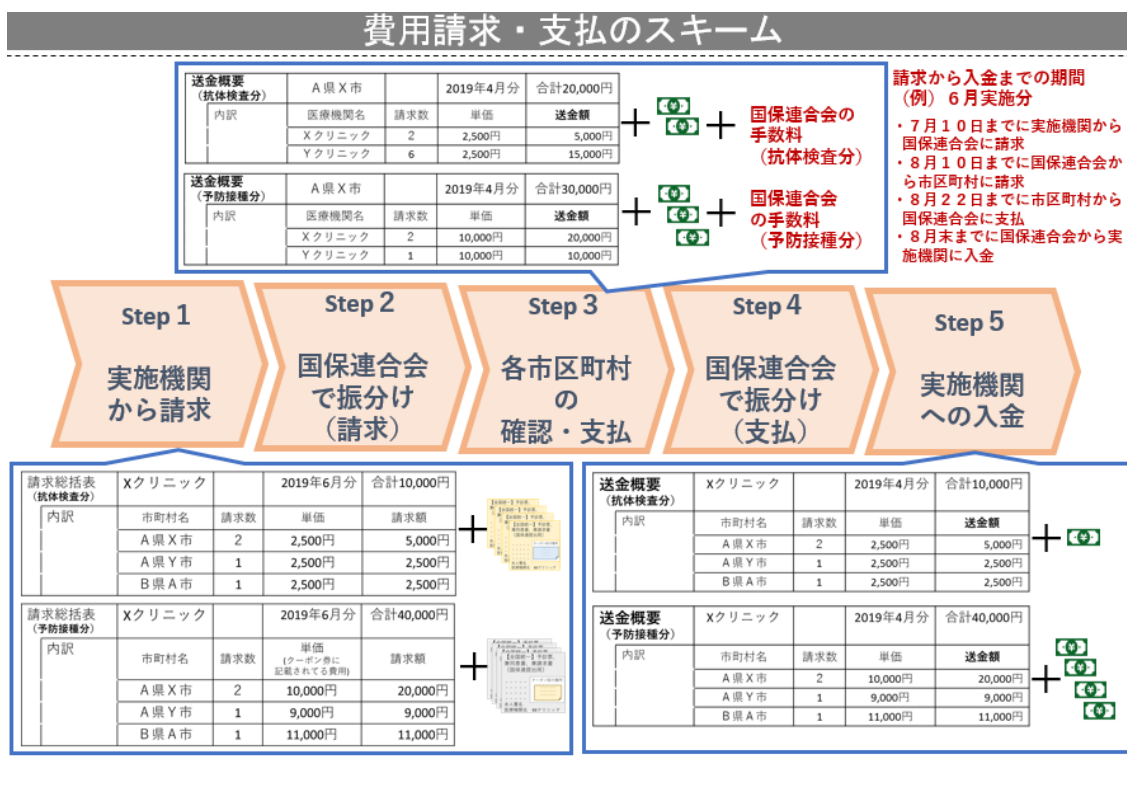 費用請求・支払のスキーム
送金概要
（抗体検査分）
A県X市
2019年4月分
合計20,000円
内訳
医療機関名
請求数
単価
送金額
Xクリニック
2
2,500円
5,000円
Yクリニック
6
2,500円
15,000円
＋
＋
国保連合会の
手数料
（抗体検査分）
送金概要
（予防接種分）
A県X市
2019年4月分
合計30,000円
内訳
医療機関名
請求数
単価
送金額
Xクリニック
2
10,000円
20,000円
Yクリニック
1
10,000円
10,000円
＋
＋
国保連合会
の手数料
（予防接種分）
請求から入金までの期間
（例）６月実施分
・７月１０日までに実施機関から
国保連合会に請求
・８月１０日までに国保連合会か
ら市区町村に請求
・８月２２日までに市区町村から
国保連合会に支払
・８月末までに国保連合会から実
施機関に入金
Step 1
実施機関
から請求
Step 2
国保連合会
で振分け
（請求）
Step 3
各市区町村
の
確認・支払
Step 4
国保連合会
で振分け
（支払）
Step 5
実施機関
への入金
請求総括表
（抗体検査分）
Xクリニック
2019年6月分
合計10,000円
内訳
市町村名
請求数
単価
請求額
A県X市
2
2,500円
5,000円
A県Y市
1
2,500円
2,500円
B県A市
1
2,500円
2,500円
＋
請求総括表
（予防接種分）
Xクリニック
2019年6月分
合計40,000円
内訳
市町村名
請求数
単価
(クーポン券に
記載されてる費用)
請求額
A県X市
2
10,000円
20,000円
A県Y市
1
9,000円
9,000円
B県A市
1
11,000円
11,000円
＋
送金概要
（抗体検査分）
Xクリニック
2019年4月分
合計10,000円
内訳
市町村名
請求数
単価
送金額
A県X市
2
2,500円
5,000円
A県Y市
1
2,500円
2,500円
B県A市
1
2,500円
2,500円
＋
送金概要
（予防接種分）
Xクリニック
2019年4月分
合計40,000円
内訳
市町村名
請求数
単価
送金額
A県X市
2
10,000円
20,000円
A県Y市
1
9,000円
9,000円
B県A市
1
11,000円
11,000円
＋